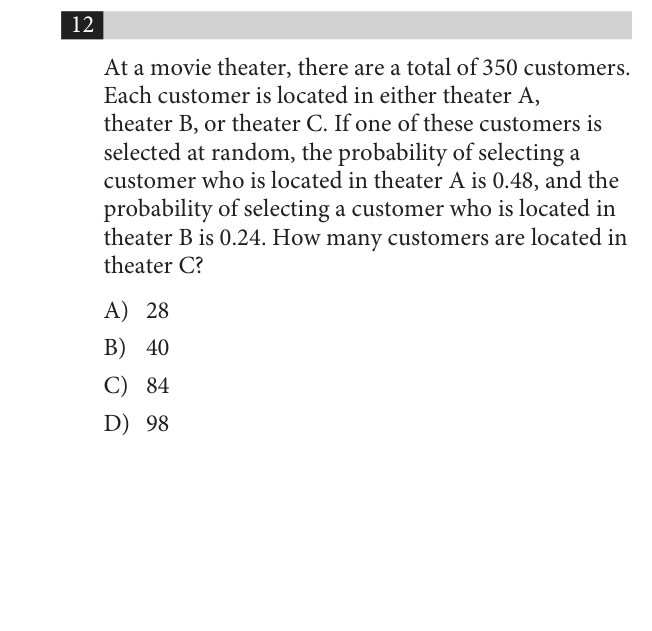 12
At a movie theater, there are a total of 350 customers.
Each customer is located in either theater A,
theater B, or theater C. If one of these customers is
selected at random, the probability of selecting a
customer who is located in theater A is 0.48, and the
probability of selecting a customer who is located in
theater B is 0.24. How many customers are located in
theater C?
A) 28
B) 40
C) 84
D) 98